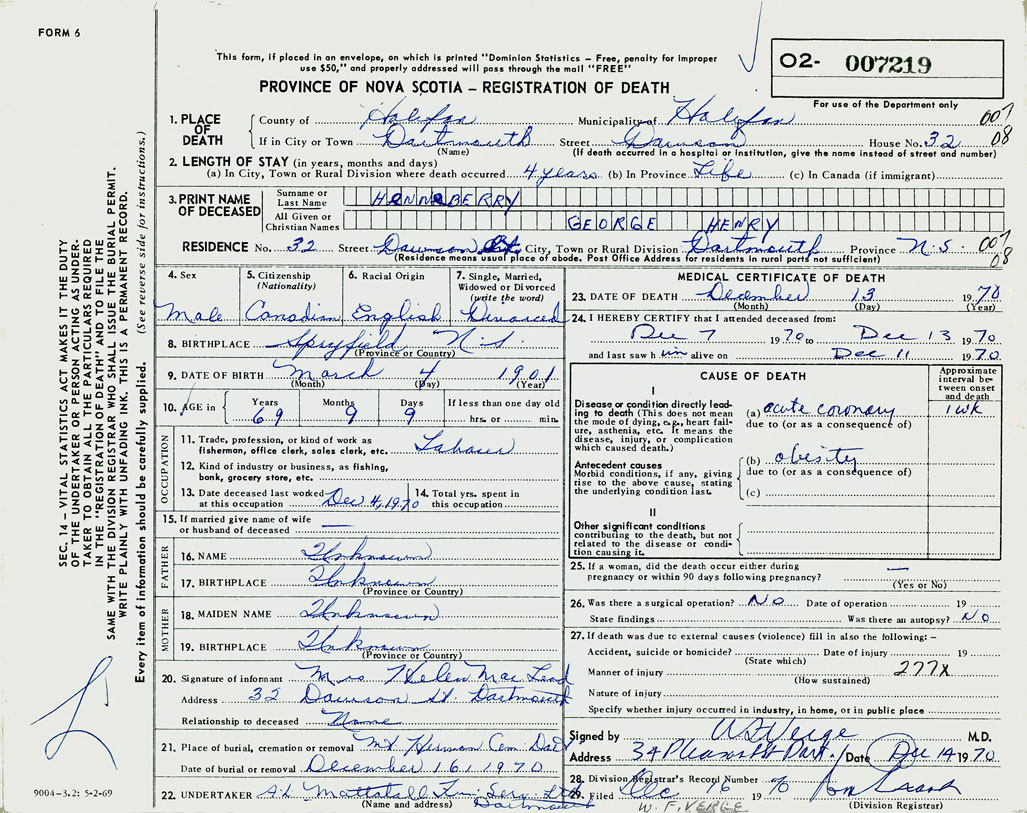 FORM 6
This form, if placed in an envelope, on which is printed "Dominion Statistics – Free, penalty for improper
use $50," and properly addressed will pass through the mail "FREE"
O2- 007219
For use of the Department only
PROVINCE OF NOVA SCOTIA – REGISTRATION OF DEATH
1. PLACE OF DEATH County of Halifax Municipality of Halifax 007
If in City or Town Dartmouth Street Dawson House No. 32 08
(Name) (If death occurred in a hospital or institution, give the name instead of street and number)
2. LENGTH OF STAY (in years, months and days)
(a) In City, Town or Rural Division where death occurred 4 years (b) In Province Life (c) In Canada (if immigrant)
3. PRINT NAME OF DECEASED Surname or Last Name HENNEBERRY
All Given or Christian Names GEORGE HENRY
RESIDENCE No. 32 Street Dawson St City, Town or Rural Division Dartmouth Province N.S. 007
(Residence means usual place of abode. Post Office Address for residents in rural parts not sufficient) 08
4. Sex Male
5. Citizenship (Nationality) Canadian
6. Racial Origin English
7. Single, Married, Widowed or Divorced (write the word) Divorced
8. BIRTHPLACE Spryfield N.S.
(Province or Country)
9. DATE OF BIRTH March 4 1901
(Month) (Day) (Year)
10. AGE in Years 69 Months 9 Days 9 If less than one day old hrs. or min.
OCCUPATION
11. Trade, profession, or kind of work as
fisherman, office clerk, sales clerk, etc. Labourer
12. Kind of industry or business, as fishing,
bank, grocery store, etc.
13. Date deceased last worked at this occupation Dec 4, 1970
14. Total yrs. spent in this occupation
15. If married give name of wife
or husband of deceased —
FATHER
16. NAME Unknown
17. BIRTHPLACE Unknown
(Province or Country)
MOTHER
18. MAIDEN NAME Unknown
19. BIRTHPLACE Unknown
(Province or Country)
20. Signature of informant Mrs Helen Mac Leod
Address 32 Dawson St. Dartmouth
Relationship to deceased None
21. Place of burial, cremation or removal Mt Herman Cem Dart
Date of burial or removal December 16, 1970
22. UNDERTAKER A.L. Mattatall Fun. Serv. Ltd
(Name and address) Dartmouth
MEDICAL CERTIFICATE OF DEATH
23. DATE OF DEATH December 13 1970
(Month) (Day) (Year)
24. I HEREBY CERTIFY that I attended deceased from:
Dec 7 1970 to Dec 13 1970
and last saw him alive on Dec 11 1970
CAUSE OF DEATH
Approximate interval between onset and death
I
Disease or condition directly leading to death (This does not mean the mode of dying, e.g., heart failure, asthenia, etc. It means the disease, injury, or complication which caused death.)
(a) acute coronary 1 wk
due to (or as a consequence of)
Antecedent causes
Morbid conditions, if any, giving rise to the above cause, stating the underlying condition last.
(b) obesity
due to (or as a consequence of)
(c)
II
Other significant conditions
contributing to the death, but not related to the disease or condition causing it.
25. If a woman, did the death occur either during
pregnancy or within 90 days following pregnancy? —
(Yes or No)
26. Was there a surgical operation? NO Date of operation 19
State findings Was there an autopsy? NO
27. If death was due to external causes (violence) fill in also the following: –
Accident, suicide or homicide? Date of injury 19
(State which)
Manner of injury 277X
(How sustained)
Nature of injury
Specify whether injury occurred in industry, in home, or in public place
Signed by W F Verge M.D.
Address 34 Pleasant Dart. Date Dec 14 1970
28. Division Registrar's Record Number
29. Filed Dec 16 1970
(Division Registrar)
W. F. VERGE
SEC. 14 – VITAL STATISTICS ACT MAKES IT THE DUTY
OF THE UNDERTAKER OR PERSON ACTING AS UNDER-
TAKER TO OBTAIN ALL THE PARTICULARS REQUIRED
IN THE "REGISTRATION OF DEATH" AND TO FILE THE
SAME WITH THE DIVISION REGISTRAR WHO SHALL ISSUE THE BURIAL PERMIT.
WRITE PLAINLY WITH UNFADING INK. THIS IS A PERMANENT RECORD.
Every item of information should be carefully supplied. (See reverse side for instructions.)
9004-3.2: 5-2-69